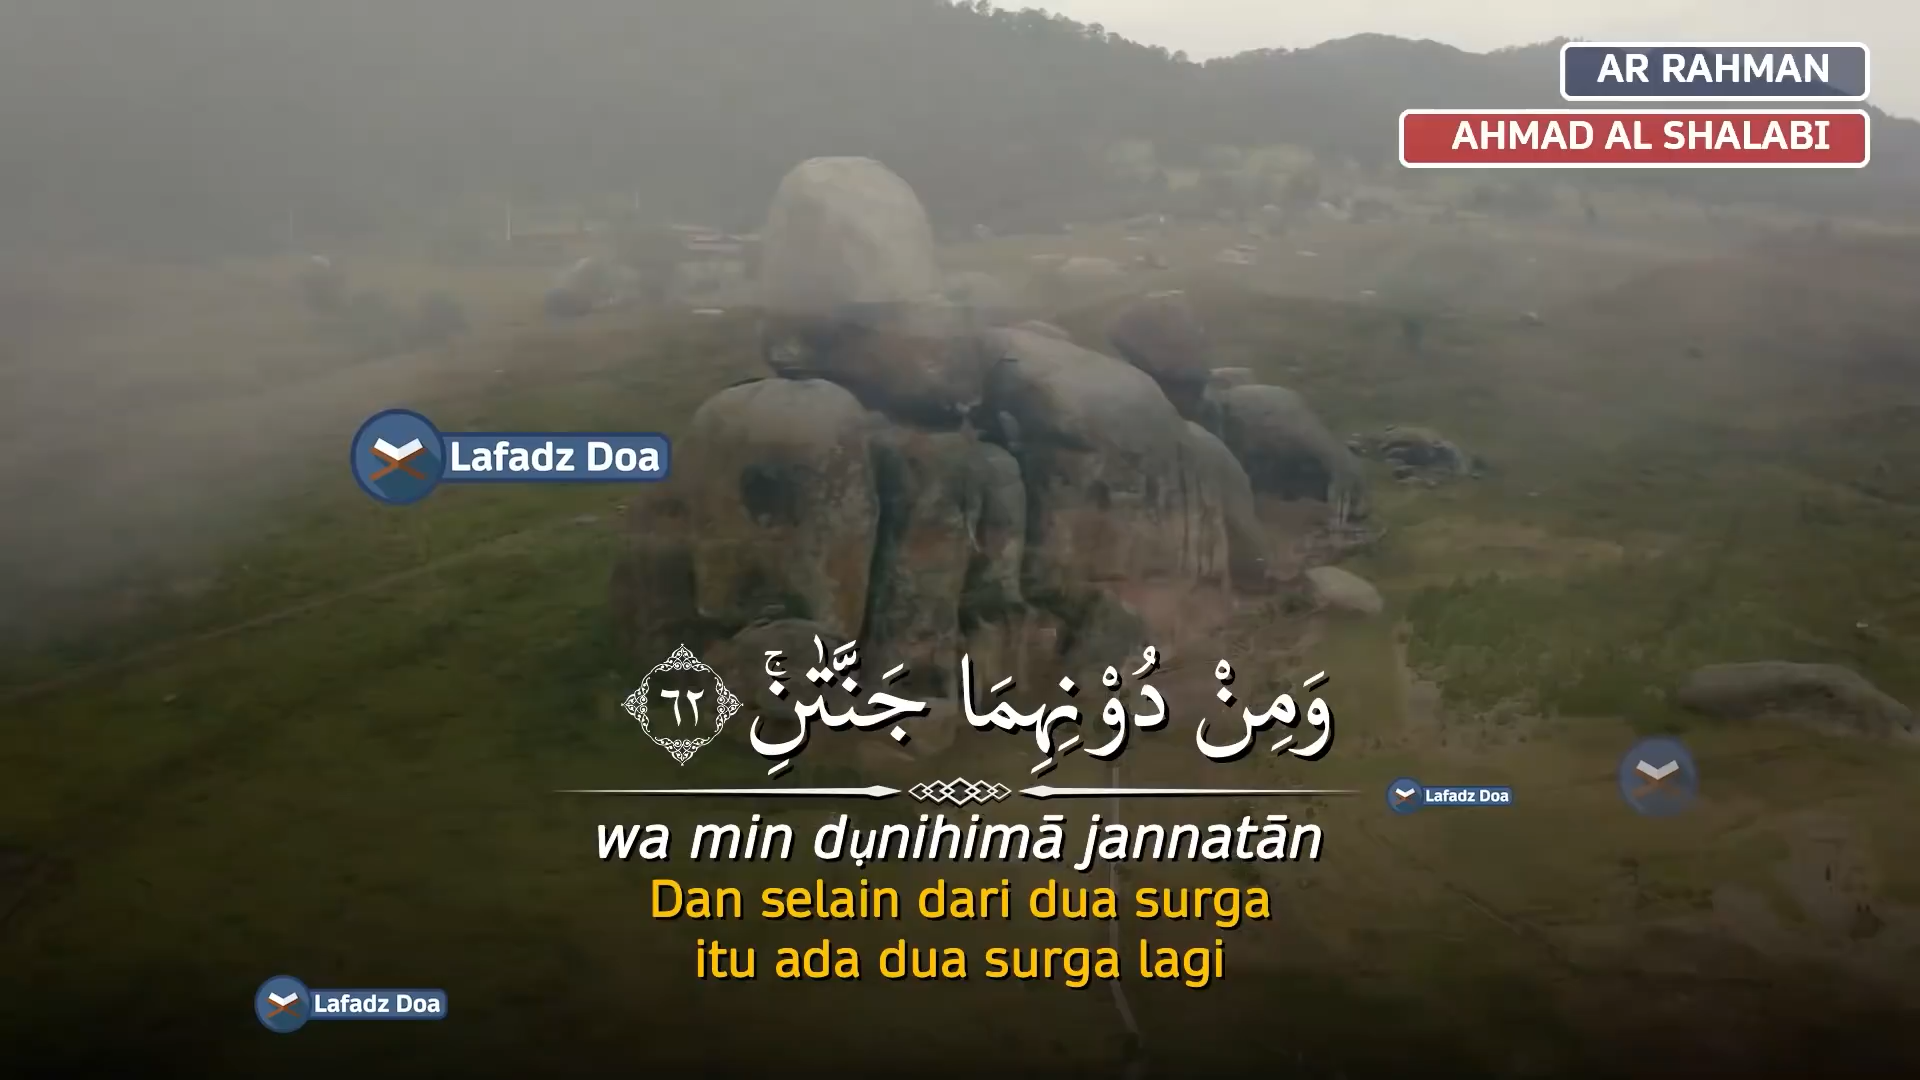 AR RAHMAN
AHMAD AL SHALABI
Lafadz Doa
وَمِنْ دُوْنِهِمَا جَنَّتٰنِۚ ٦٢
Lafadz Doa
wa min dụnihimā jannatān
Dan selain dari dua surga
itu ada dua surga lagi
Lafadz Doa